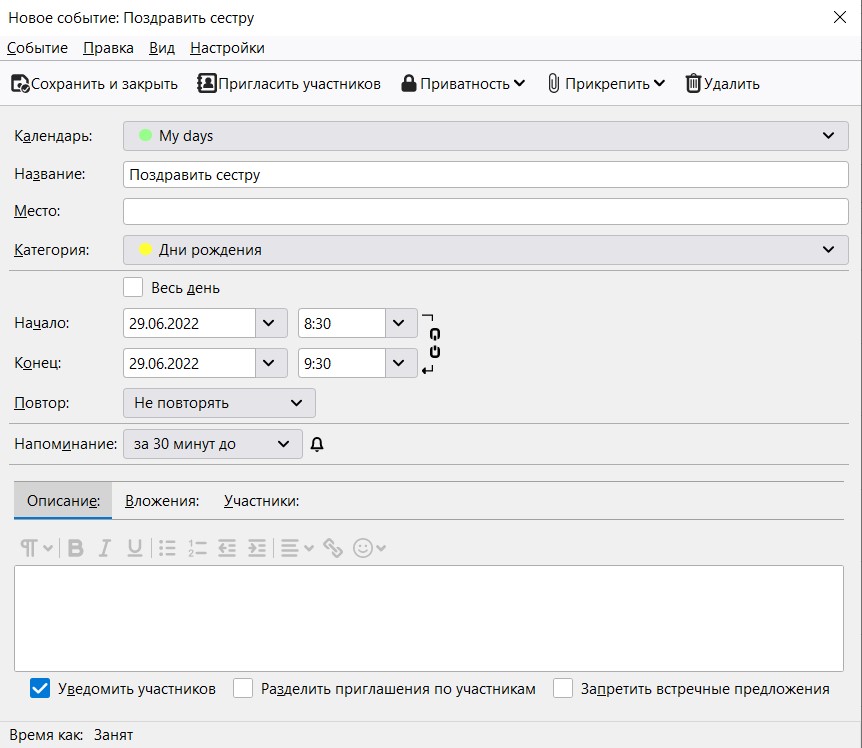 Новое событие: Поздравить сестру
Событие Правка Вид Настройки
Сохранить и закрыть Пригласить участников Приватность Прикрепить Удалить
Календарь: My days
Название: Поздравить сестру
Место:
Категория: Дни рождения
Весь день
Начало: 29.06.2022 8:30
Конец: 29.06.2022 9:30
Повтор: Не повторять
Напоминание: за 30 минут до
Описание: Вложения: Участники:
Уведомить участников Разделить приглашения по участникам Запретить встречные предложения
Время как: Занят